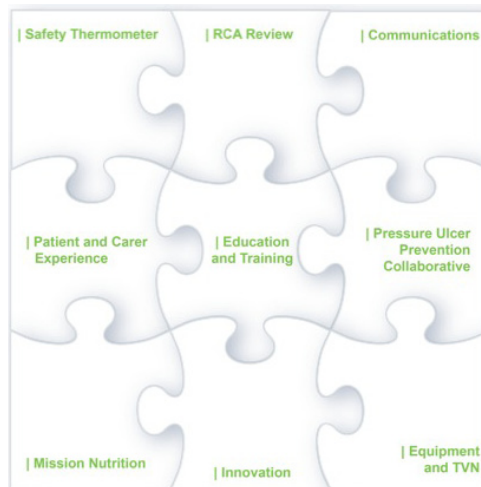 | Safety Thermometer
| RCA Review
| Communications
| Patient and Carer
Experience
| Education
and Training
| Pressure Ulcer
Prevention
Collaborative
| Mission Nutrition
| Innovation
| Equipment
and TVN